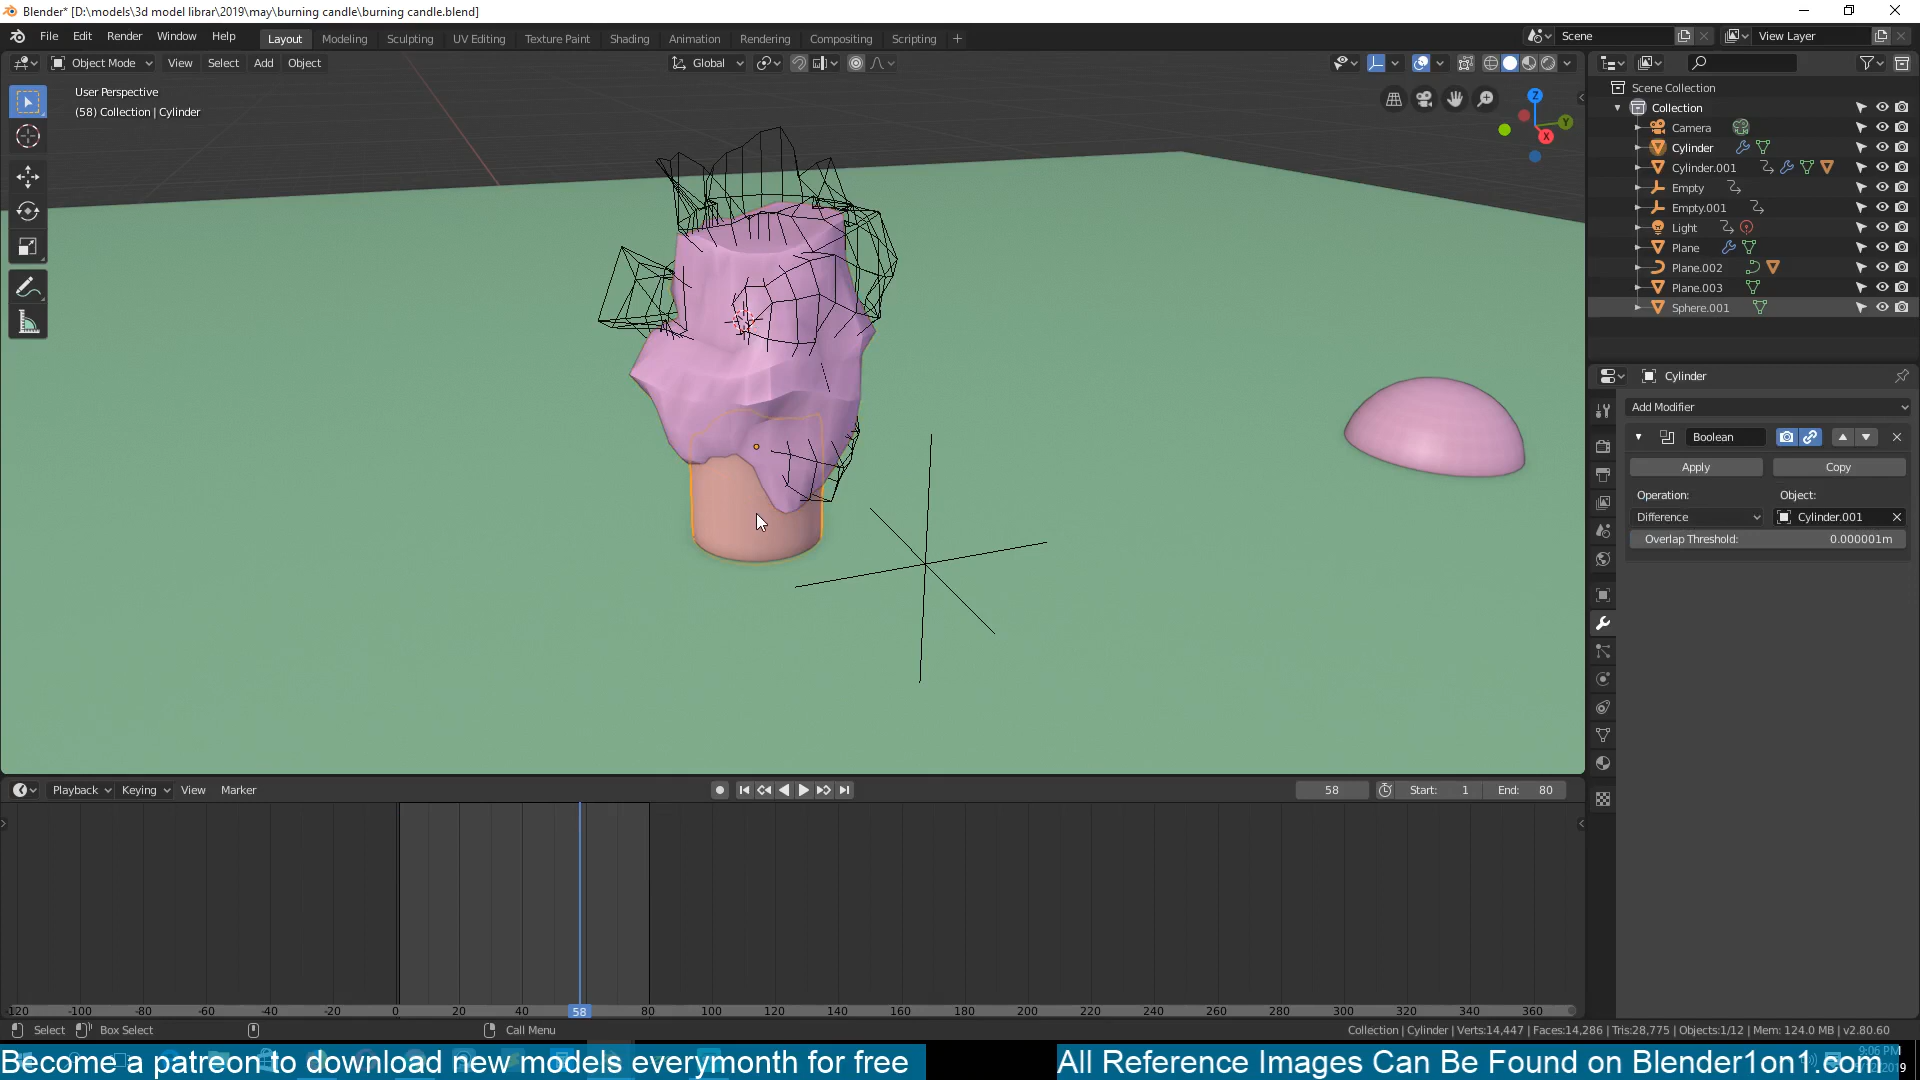 Blender* [D:\models\3d model librar\2019\may\burning candle\burning candle.blend]
File Edit Render Window Help Layout Modeling Sculpting UV Editing Texture Paint Shading Animation Rendering Compositing Scripting + Scene View Layer
Object Mode View Select Add Object Global
User Perspective
(58) Collection | Cylinder
Z
Y
X
Scene Collection
Collection
Camera
Cylinder
Cylinder.001
Empty
Empty.001
Light
Plane
Plane.002
Plane.003
Sphere.001
Cylinder
Add Modifier
Boolean
Apply Copy
Operation: Object:
Difference Cylinder.001
Overlap Threshold: 0.000001m
Playback Keying View Marker 58 Start: 1 End: 80
-120 -100 -80 -60 -40 -20 0 20 40 58 80 100 120 140 160 180 200 220 240 260 280 300 320 340 360
Select Box Select Call Menu Collection | Cylinder | Verts:14,447 | Faces:14,286 | Tris:28,775 | Objects:1/12 | Mem: 124.0 MB | v2.80.60
Become a patreon to download new models everymonth for free All Reference Images Can Be Found on Blender1on1.com
9:06 PM